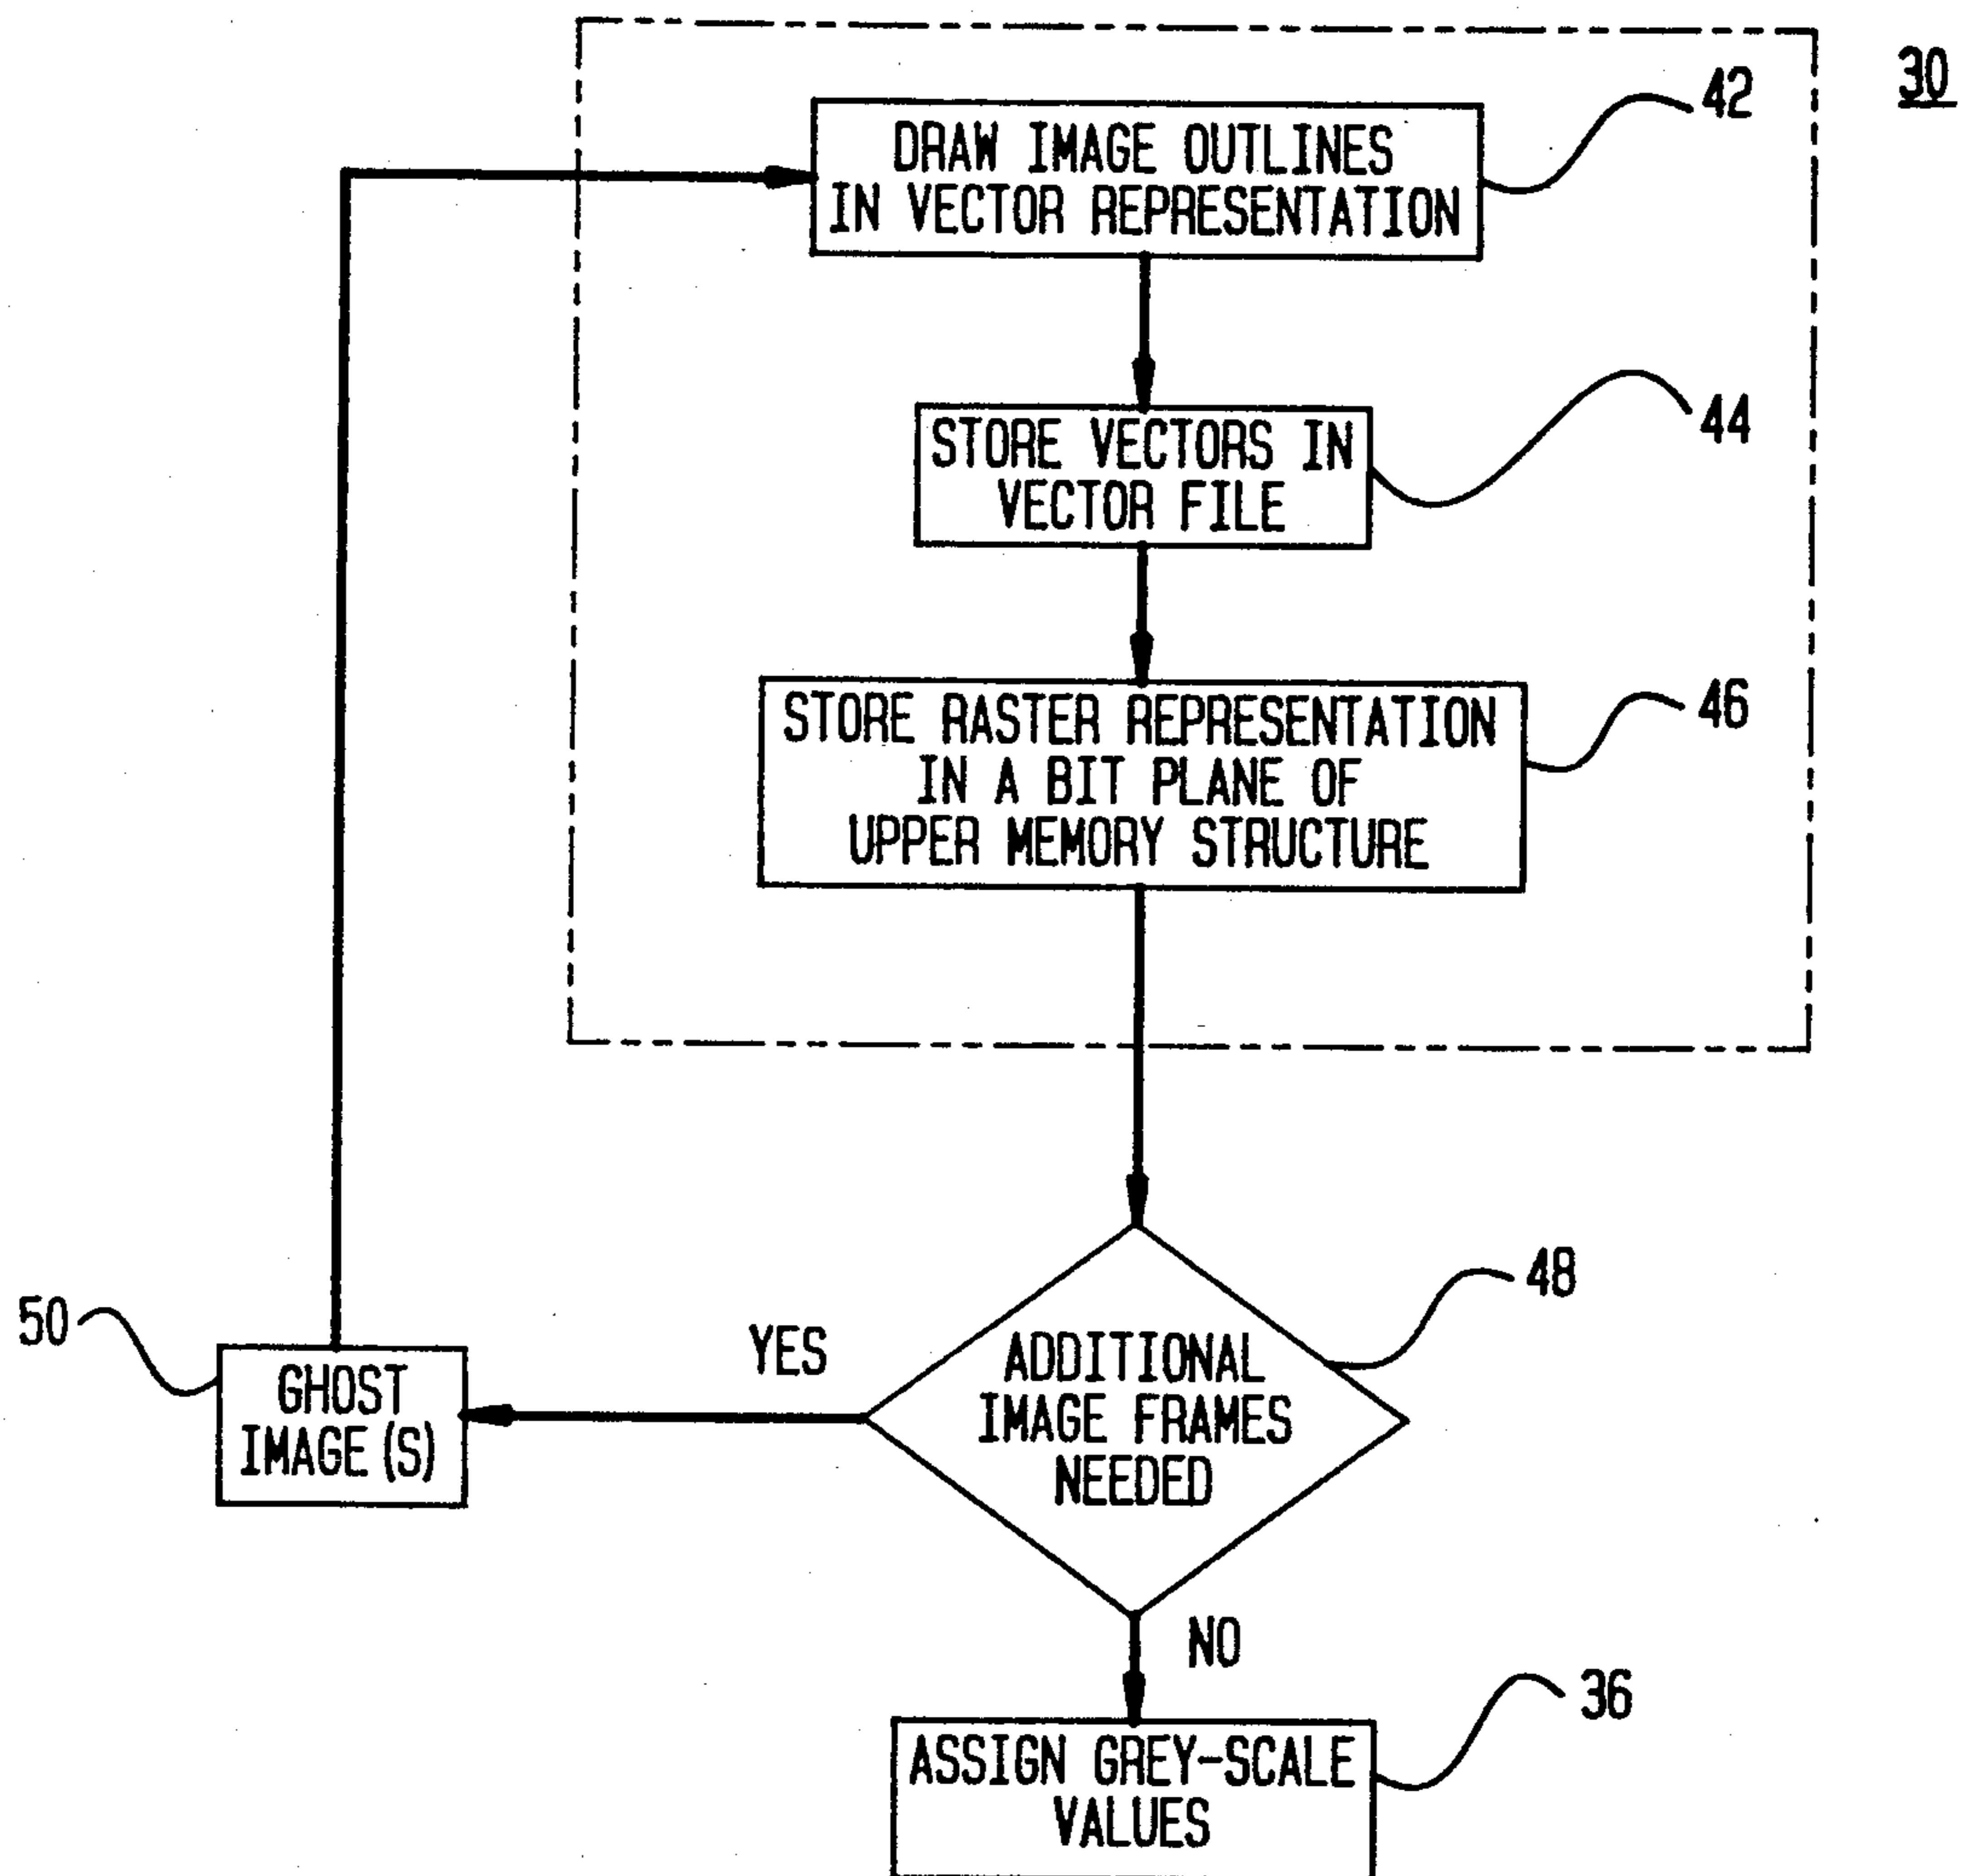 30
42
DRAW IMAGE OUTLINES
IN VECTOR REPRESENTATION
44
STORE VECTORS IN
VECTOR FILE
46
STORE RASTER REPRESENTATION
IN A BIT PLANE OF
UPPER MEMORY STRUCTURE
48
50
YES
ADDITIONAL
IMAGE FRAMES
NEEDED
GHOST
IMAGE(S)
NO
36
ASSIGN GREY-SCALE
VALUES